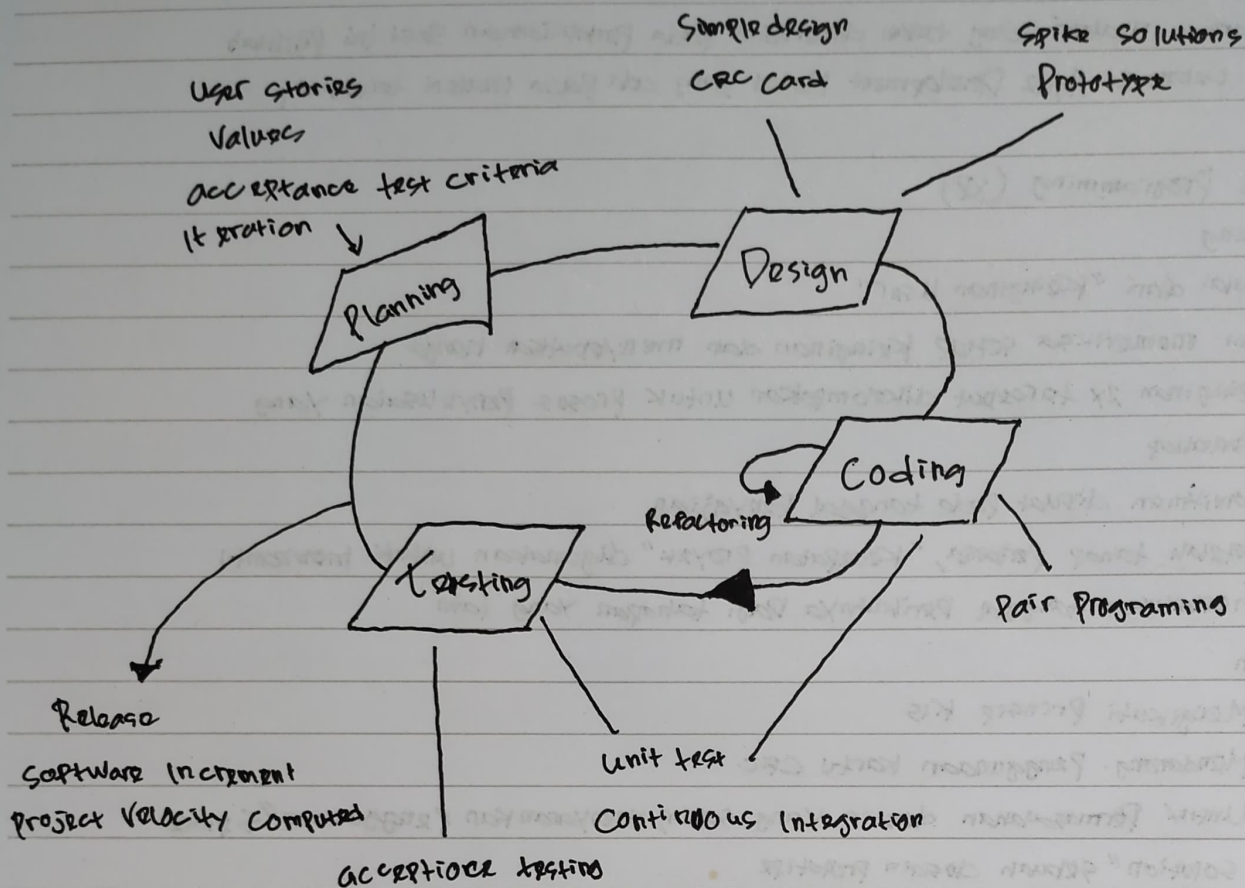 Simple design
CRC Card
Spike Solutions
Prototype
User stories
Values
acceptance test criteria
Iteration
Planning
Design
Coding
Refactoring
Testing
Pair Programing
Release
Software Increment
Project Velocity Computed
Unit test
Continuous Integration
acceptionce testing